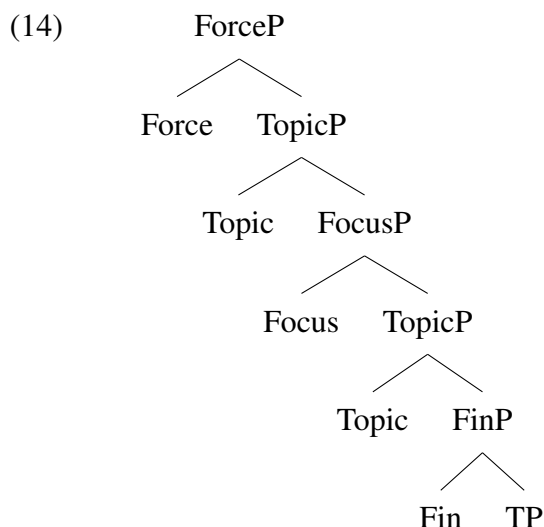 (14) ForceP
Force TopicP
Topic FocusP
Focus TopicP
Topic FinP
Fin TP